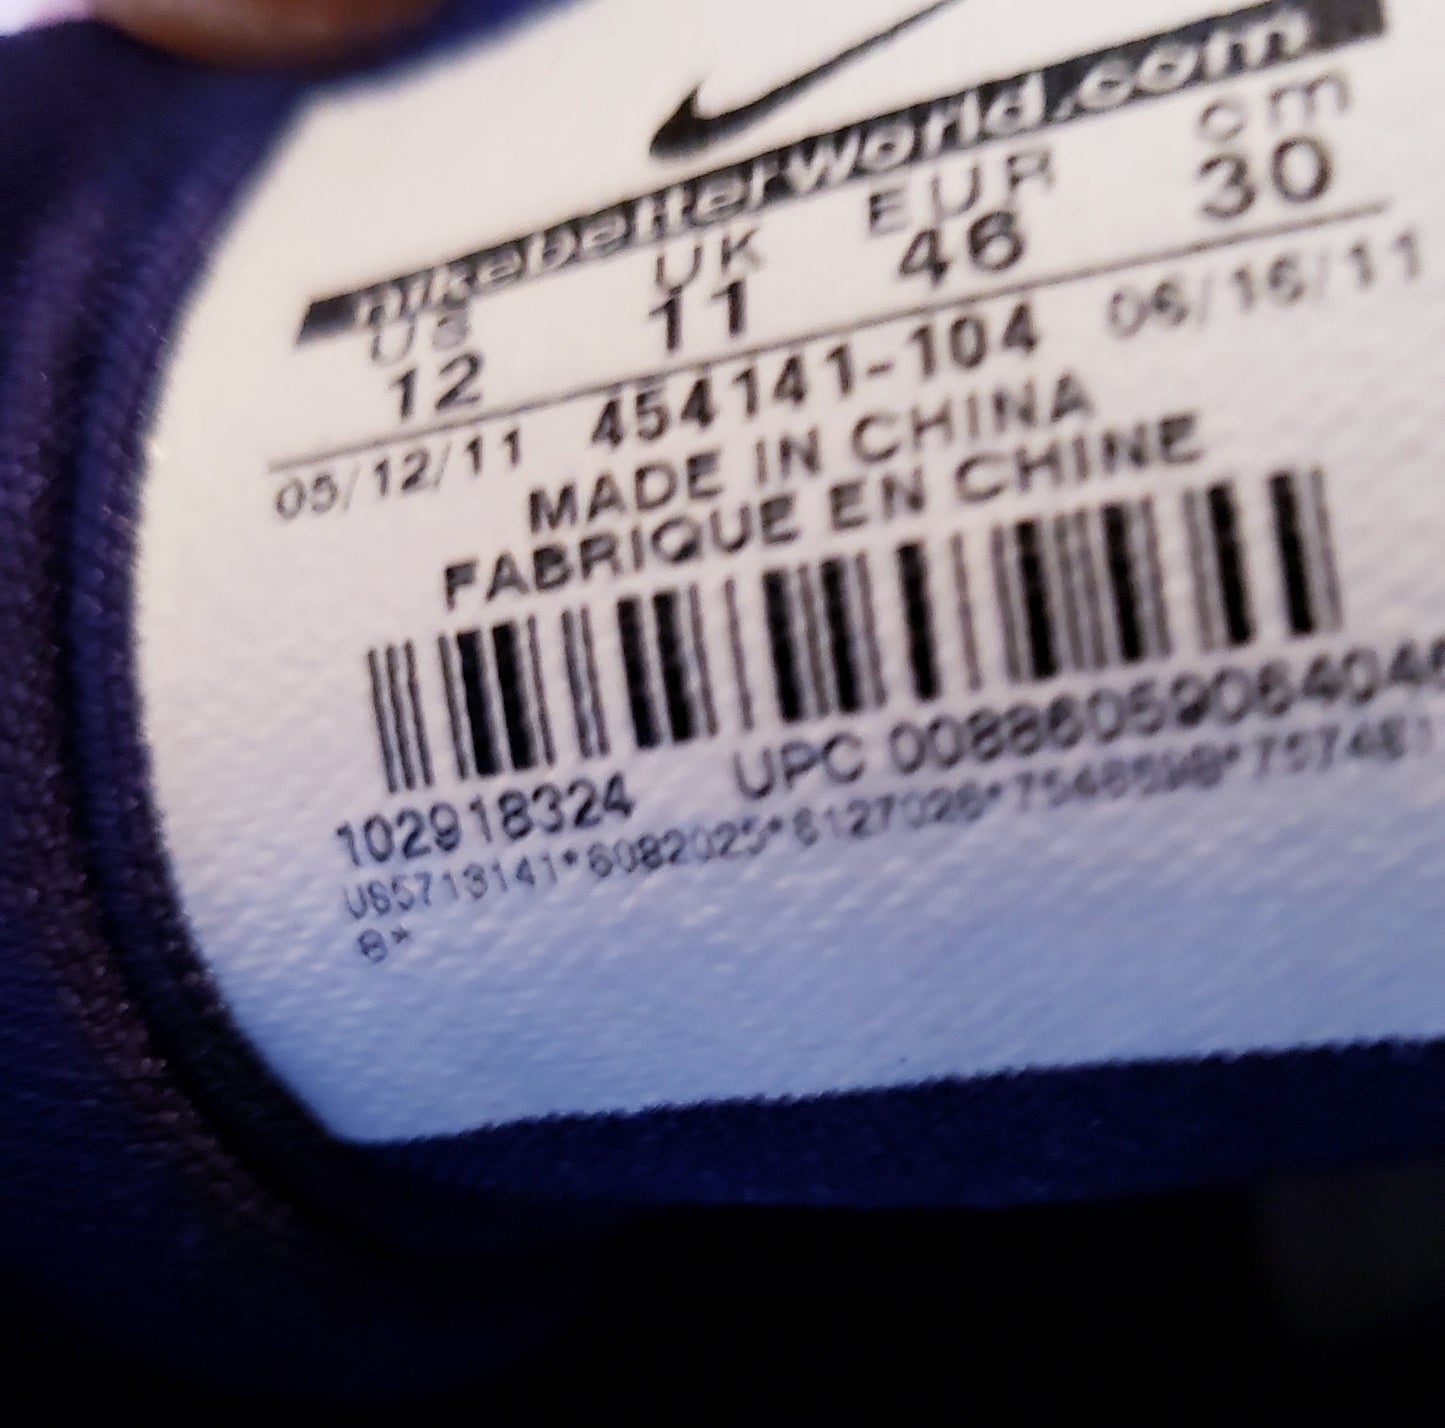 nikebetterworld.com
US UK EUR cm
12 11 46 30
05/12/11 454141-104 06/16/11
MADE IN CHINA
FABRIQUE EN CHINE
102918324 UPC